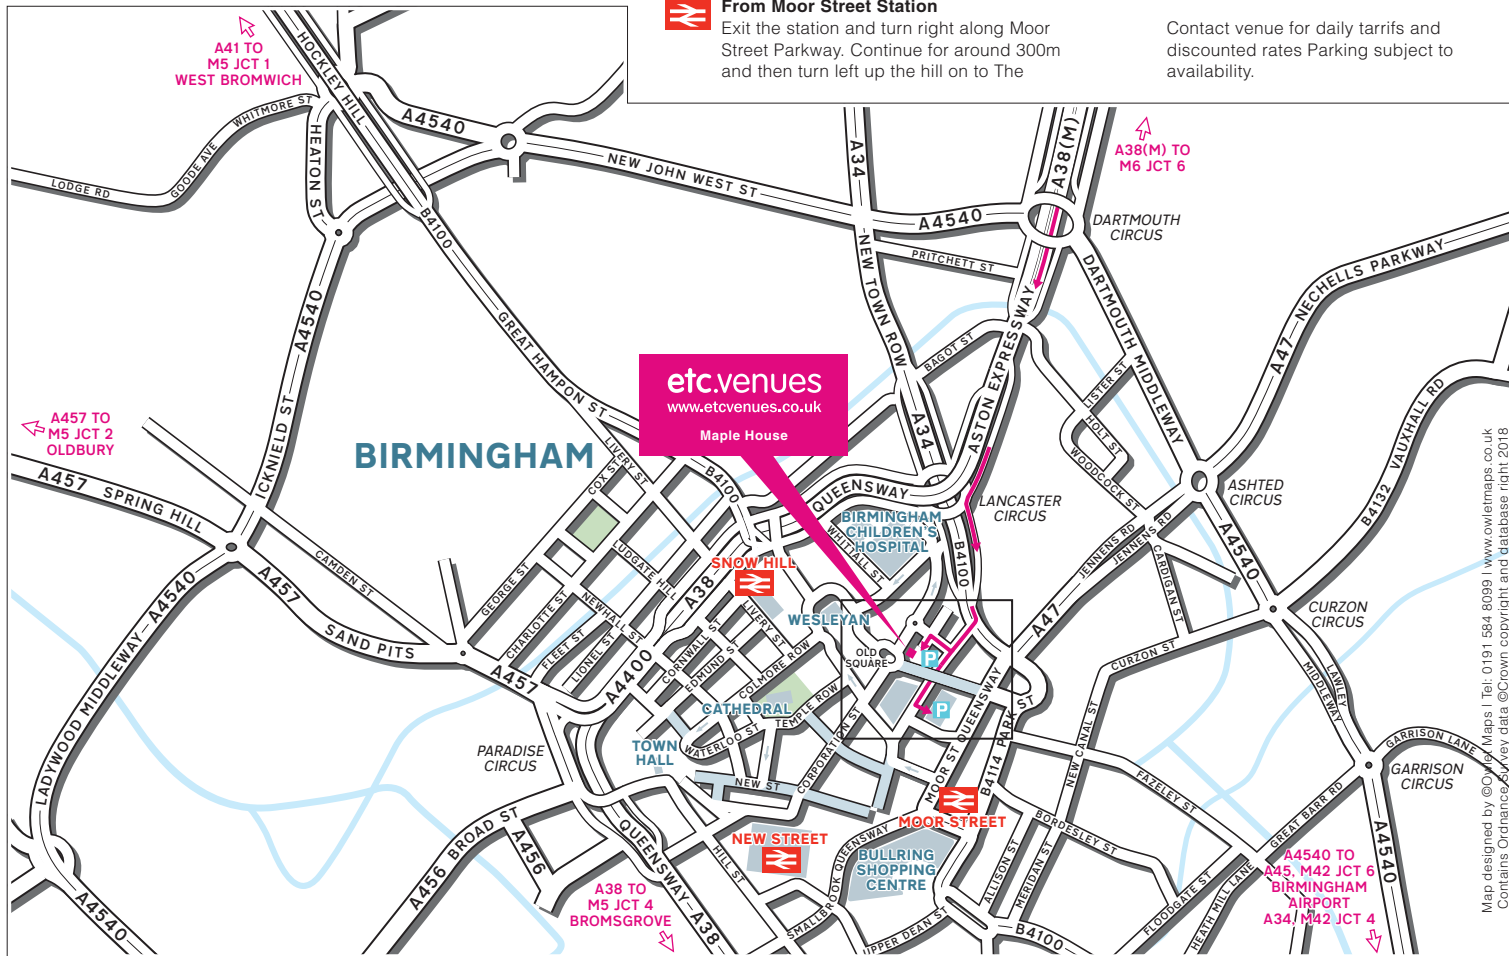 From Moor Street Station
Exit the station and turn right along Moor
Street Parkway. Continue for around 300m
and then turn left up the hill on to The
Contact venue for daily tarrifs and
discounted rates Parking subject to
availability.
A41 TO
M5 JCT 1
WEST BROMWICH
HOCKLEY HILL
WHITMORE ST
GOODE AVE
LODGE RD
HEATON ST
A4540
NEW JOHN WEST ST
A34
A38(M)
A38(M) TO
M6 JCT 6
A4540
DARTMOUTH
CIRCUS
B4100
PRITCHETT ST
NEW TOWN ROW
DARTMOUTH MIDDLEWAY
A47
NECHELLS PARKWAY
A4540
GREAT HAMPTON ST
BAGOT ST
ASTON EXPRESSWAY
LISTER ST
HOLT ST
WOODCOCK ST
B4132
VAUXHALL RD
etc.venues
www.etcvenues.co.uk
Maple House
A457 TO
M5 JCT 2
OLDBURY
ICKNIELD ST
BIRMINGHAM
LIVERY ST
COX ST
B4100
A34
QUEENSWAY
LANCASTER
CIRCUS
ASHTED
CIRCUS
A457
SPRING HILL
BIRMINGHAM
CHILDREN'S
HOSPITAL
WHITTALL ST
B4100
JENNENS RD
JENNENS RD
CARDIGAN ST
A4540
CAMDEN ST
GEORGE ST
LUDGATE HILL
SNOW HILL
A38
LIVERY ST
WESLEYAN
A47
CURZON
CIRCUS
LADYWOOD MIDDLEWAY
A4540
A457
SAND PITS
CHARLOTTE ST
NEWHALL ST
FLEET ST
LIONEL ST
CORNWALL ST
EDMUND ST
COLMORE ROW
OLD
SQUARE
P
CURZON ST
LAWLEY
MIDDLEWAY
A457
A4400
CATHEDRAL
TEMPLE ROW
P
PARADISE
CIRCUS
TOWN
HALL
WATERLOO ST
CORPORATION ST
NEW ST
MOOR ST QUEENSWAY
B4114
PARK ST
NEW CANAL ST
FAZELEY ST
GARRISON LANE
GARRISON
CIRCUS
GREAT BARR RD
MOOR STREET
BORDESLEY ST
A456
BROAD ST
A456
QUEENSWAY
A38
HILL ST
NEW STREET
SMALLBROOK QUEENSWAY
BULLRING
SHOPPING
CENTRE
ALLISON ST
MERIDAN ST
UPPER DEAN ST
B4100
FLOODGATE ST
HEATH MILL LANE
A4540
A38 TO
M5 JCT 4
BROMSGROVE
A4540 TO
A45, M42 JCT 6
BIRMINGHAM
AIRPORT
A34, M42 JCT 4
A4540
Map designed by ©Owlet Maps | Tel: 0191 584 8099 | www.owletmaps.co.uk
Contains Ordnance Survey data ©Crown copyright and database right 2018